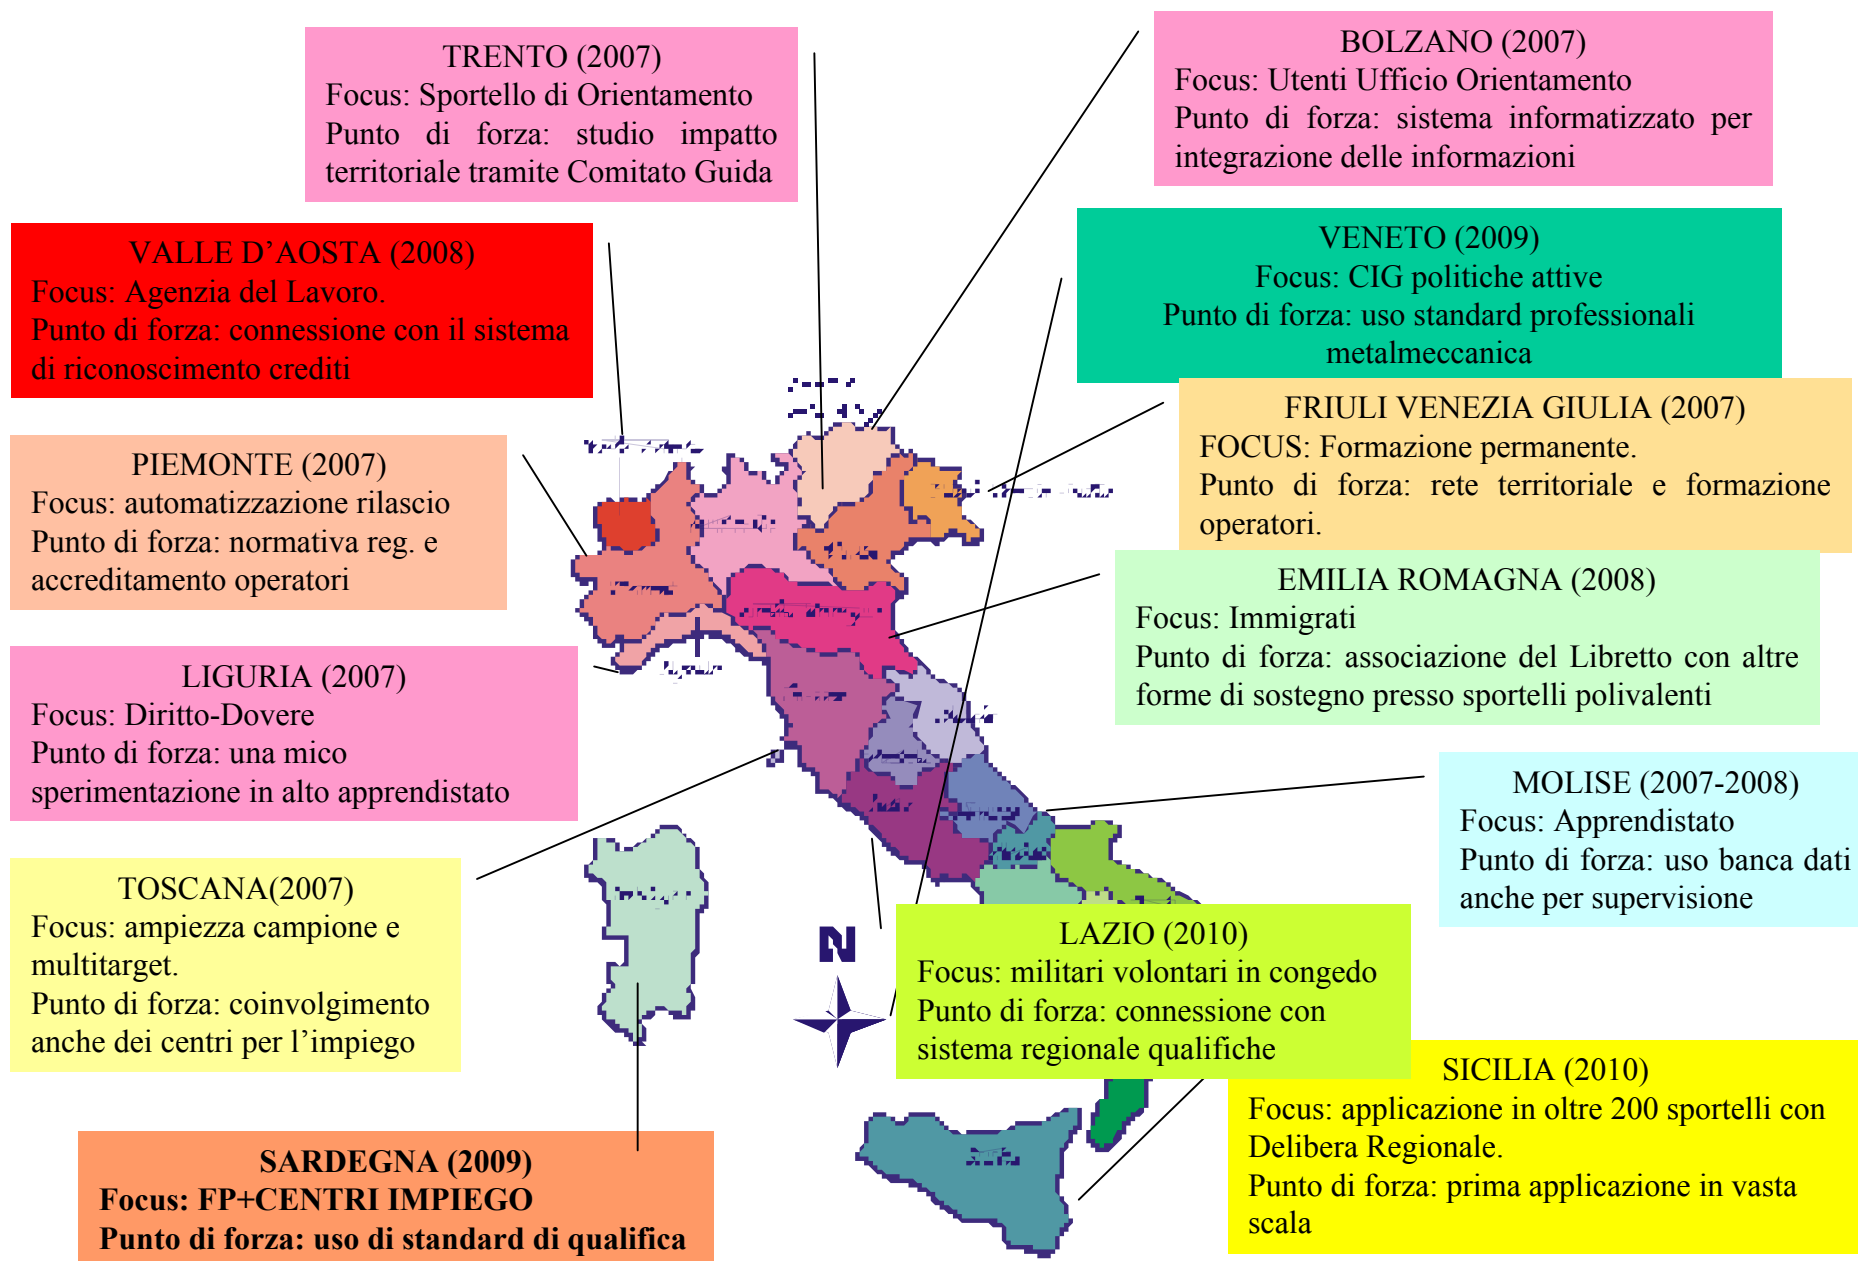 TRENTO (2007)
Focus: Sportello di Orientamento
Punto di forza: studio impatto
territoriale tramite Comitato Guida
BOLZANO (2007)
Focus: Utenti Ufficio Orientamento
Punto di forza: sistema informatizzato per
integrazione delle informazioni
VALLE D’AOSTA (2008)
Focus: Agenzia del Lavoro.
Punto di forza: connessione con il sistema
di riconoscimento crediti
VENETO (2009)
Focus: CIG politiche attive
Punto di forza: uso standard professionali
metalmeccanica
FRIULI VENEZIA GIULIA (2007)
FOCUS: Formazione permanente.
Punto di forza: rete territoriale e formazione
operatori.
PIEMONTE (2007)
Focus: automatizzazione rilascio
Punto di forza: normativa reg. e
accreditamento operatori
EMILIA ROMAGNA (2008)
Focus: Immigrati
Punto di forza: associazione del Libretto con altre
forme di sostegno presso sportelli polivalenti
LIGURIA (2007)
Focus: Diritto-Dovere
Punto di forza: una mico
sperimentazione in alto apprendistato
MOLISE (2007-2008)
Focus: Apprendistato
Punto di forza: uso banca dati
anche per supervisione
TOSCANA(2007)
Focus: ampiezza campione e
multitarget.
Punto di forza: coinvolgimento
anche dei centri per l’impiego
N
LAZIO (2010)
Focus: militari volontari in congedo
Punto di forza: connessione con
sistema regionale qualifiche
SICILIA (2010)
Focus: applicazione in oltre 200 sportelli con
Delibera Regionale.
Punto di forza: prima applicazione in vasta
scala
SARDEGNA (2009)
Focus: FP+CENTRI IMPIEGO
Punto di forza: uso di standard di qualifica